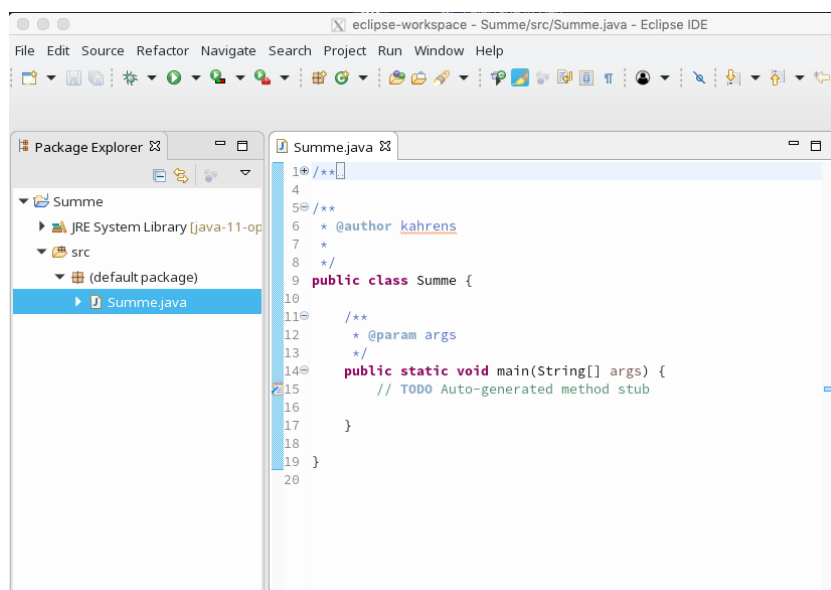 eclipse-workspace - Summe/src/Summe.java - Eclipse IDE
File Edit Source Refactor Navigate Search Project Run Window Help
Package Explorer
Summe
JRE System Library [java-11-op
src
(default package)
Summe.java
Summe.java
1 /**
4
5 /**
6  * @author kahrens
7  *
8  */
9 public class Summe {
10
11     /**
12      * @param args
13      */
14     public static void main(String[] args) {
15         // TODO Auto-generated method stub
16
17     }
18
19 }
20